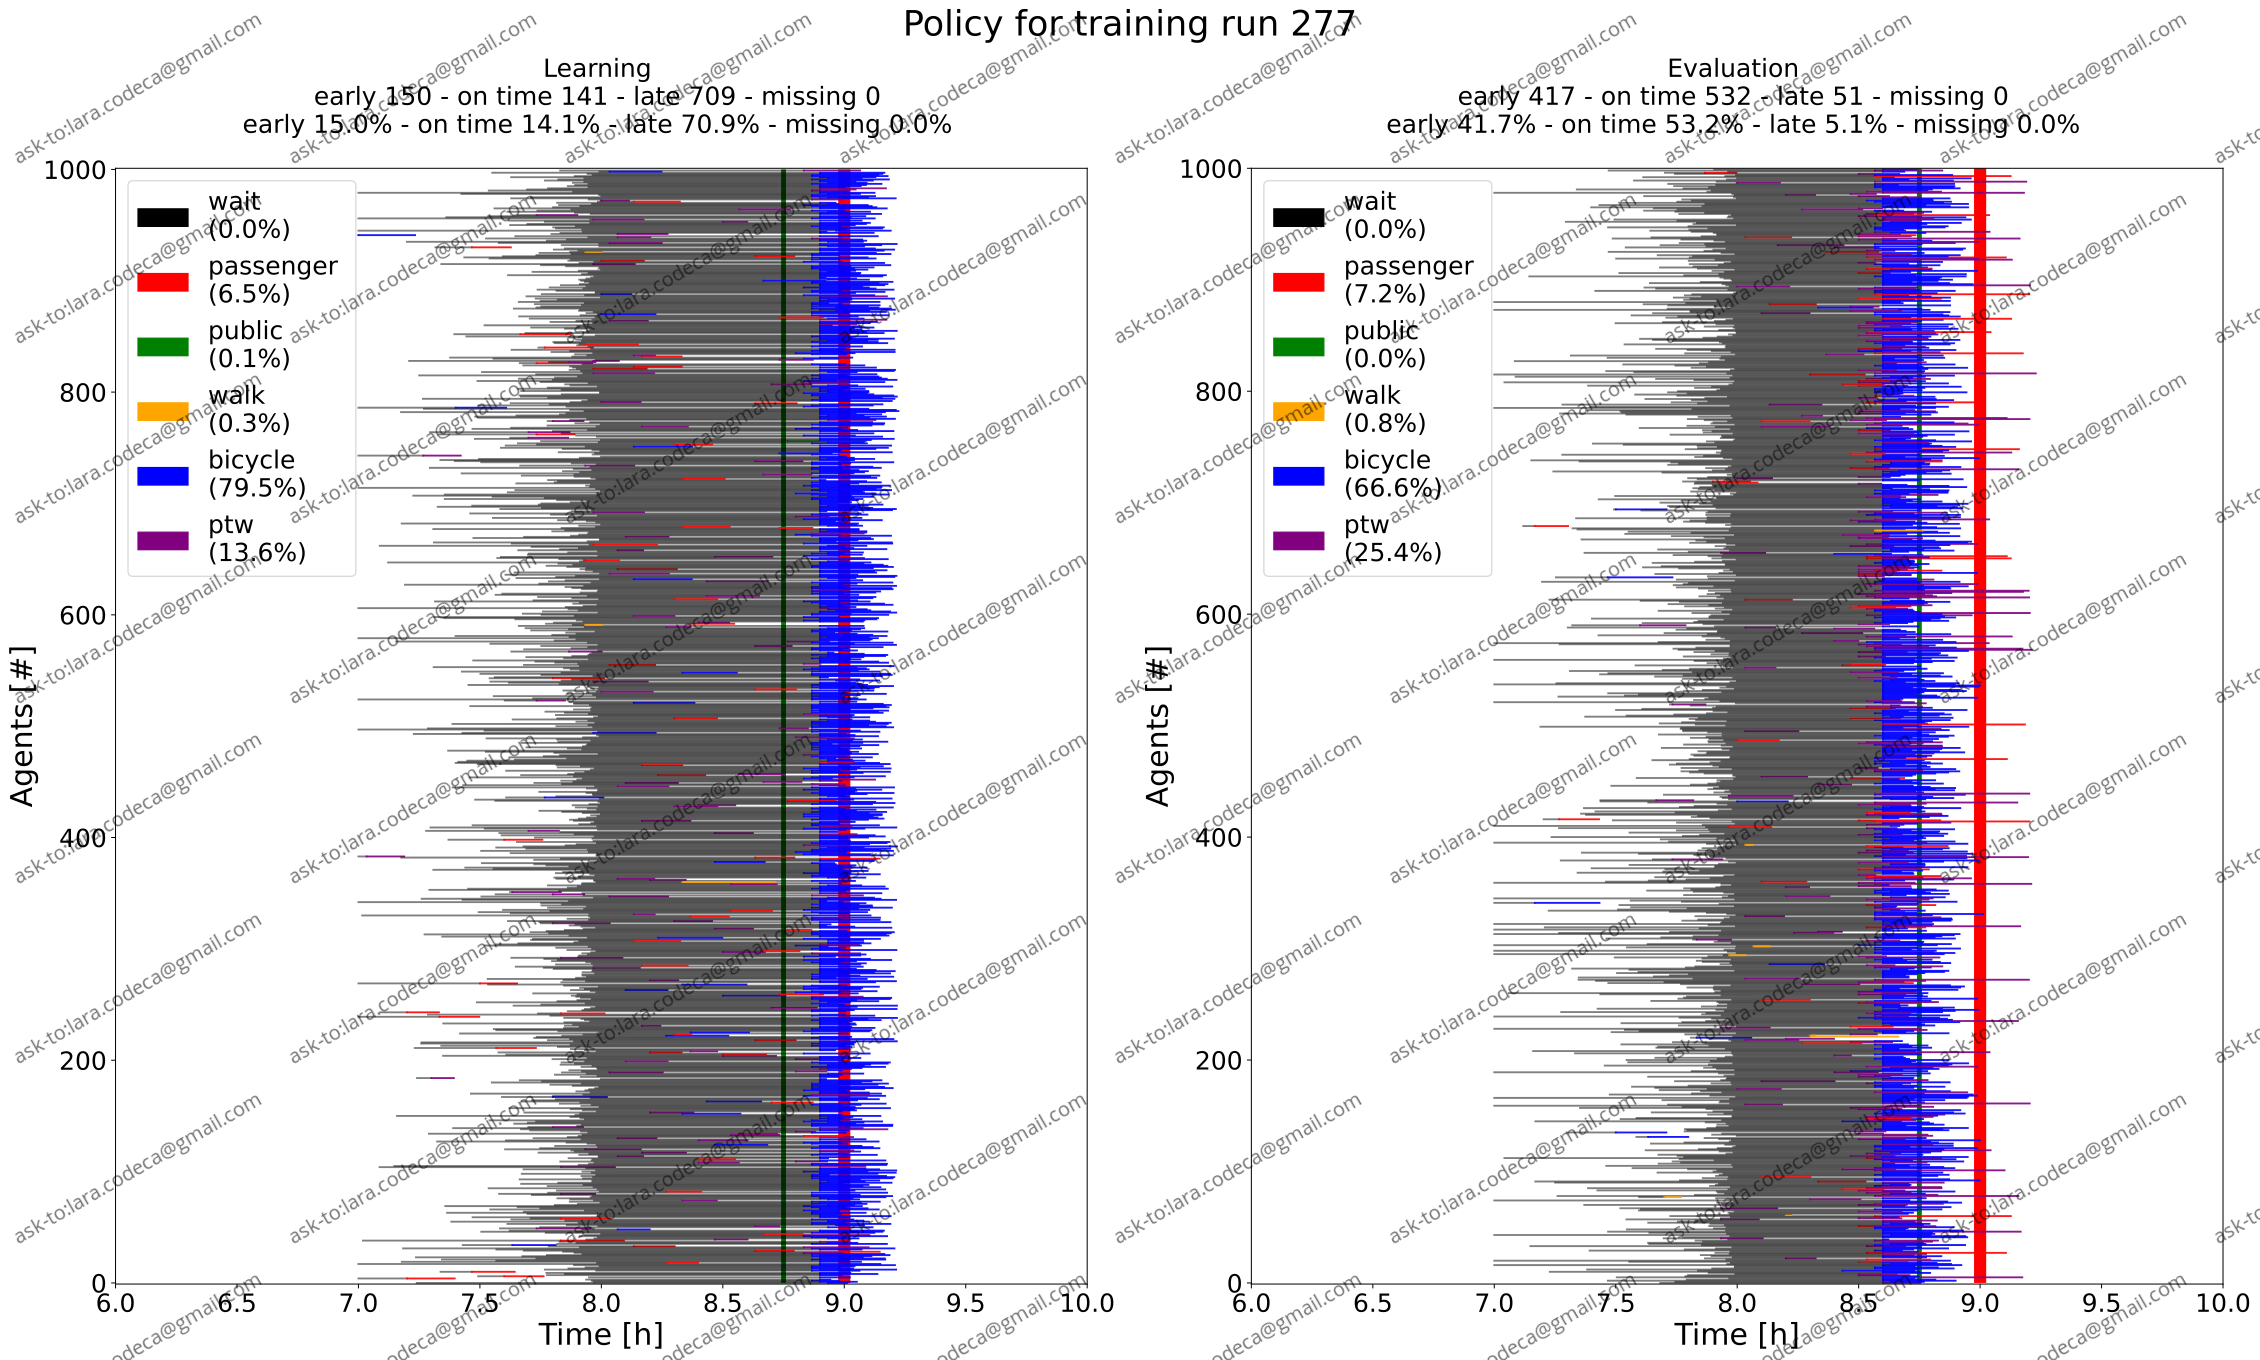 Policy for training run 277
Learning
early 150 - on time 141 - late 709 - missing 0
early 15.0% - on time 14.1% - late 70.9% - missing 0.0%
1000
800
600
400
200
0
Agents [#]
wait
(0.0%)
passenger
(6.5%)
public
(0.1%)
walk
(0.3%)
bicycle
(79.5%)
ptw
(13.6%)
6.0 6.5 7.0 7.5 8.0 8.5 9.0 9.5 10.0
Time [h]
Evaluation
early 417 - on time 532 - late 51 - missing 0
early 41.7% - on time 53.2% - late 5.1% - missing 0.0%
1000
800
600
400
200
0
Agents [#]
wait
(0.0%)
passenger
(7.2%)
public
(0.0%)
walk
(0.8%)
bicycle
(66.6%)
ptw
(25.4%)
6.0 6.5 7.0 7.5 8.0 8.5 9.0 9.5 10.0
Time [h]
ask-to:lara.codeca@gmail.com